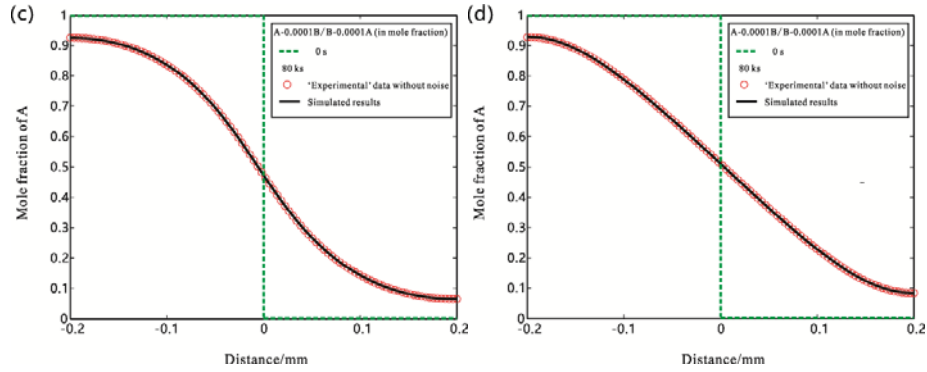 (c)
A-0.0001B/B-0.0001A (in mole fraction)
0 s
80 ks
'Experimental' data without noise
Simulated results
Mole fraction of A
1
0.9
0.8
0.7
0.6
0.5
0.4
0.3
0.2
0.1
0
-0.2
-0.1
0
0.1
0.2
Distance/mm
(d)
A-0.0001B/B-0.0001A (in mole fraction)
0 s
80 ks
'Experimental' data without noise
Simulated results
Mole fraction of A
1
0.9
0.8
0.7
0.6
0.5
0.4
0.3
0.2
0.1
0
-0.2
-0.1
0
0.1
0.2
Distance/mm